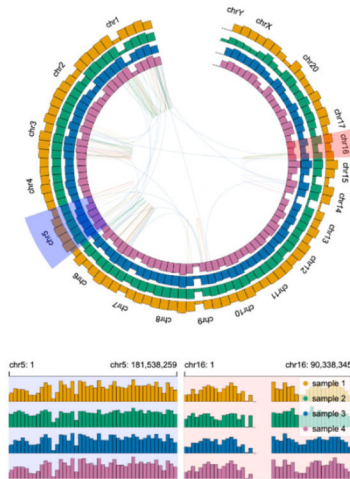 chr1
chrY
chrX
chr2
chr20
chr3
chr17
chr16
chr4
chr15
chr14
chr5
chr13
chr6
chr12
chr7
chr11
chr8
chr9
chr10
chr5: 1 chr5: 181,538,259 chr16: 1 chr16: 90,338,345
sample 1
sample 2
sample 3
sample 4